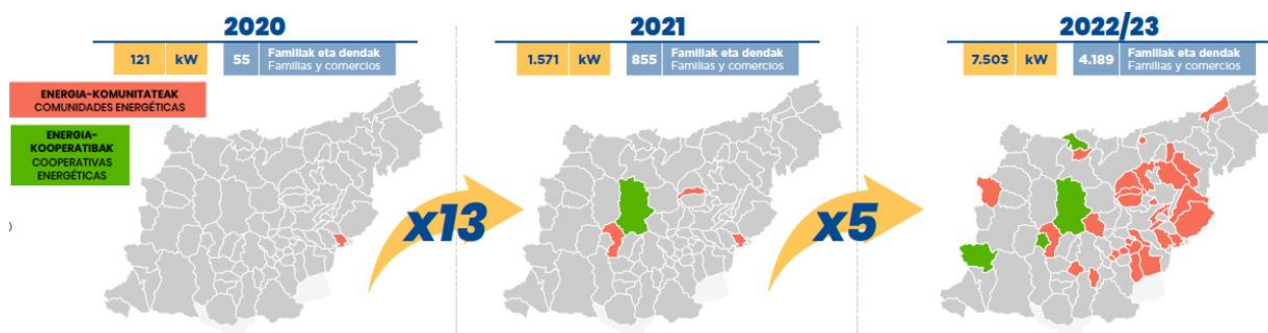 2020
121 kW 55 Familiak eta dendak
Familias y comercios
ENERGIA-KOMUNITATEAK
COMUNIDADES ENERGÉTICAS
ENERGIA-
KOOPERATIBAK
COOPERATIVAS
ENERGÉTICAS
x13
2021
1.571 kW 855 Familiak eta dendak
Familias y comercios
x5
2022/23
7.503 kW 4.189 Familiak eta dendak
Familias y comercios